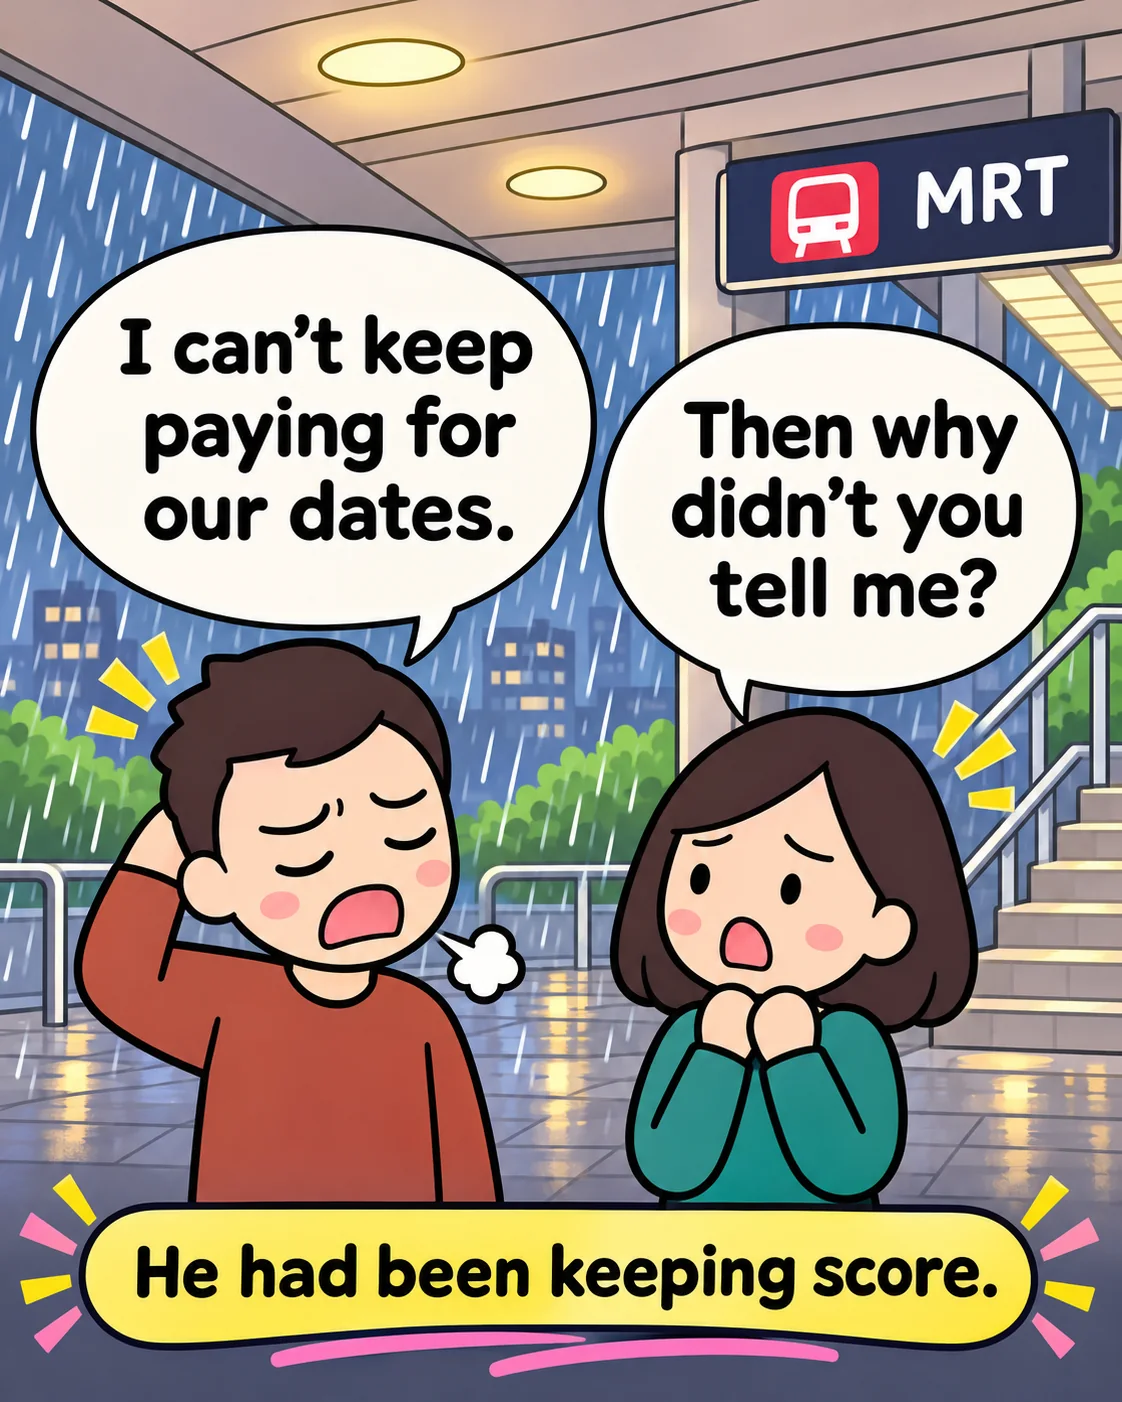 MRT
I can't keep
paying for
our dates.
Then why
didn't you
tell me?
He had been keeping score.